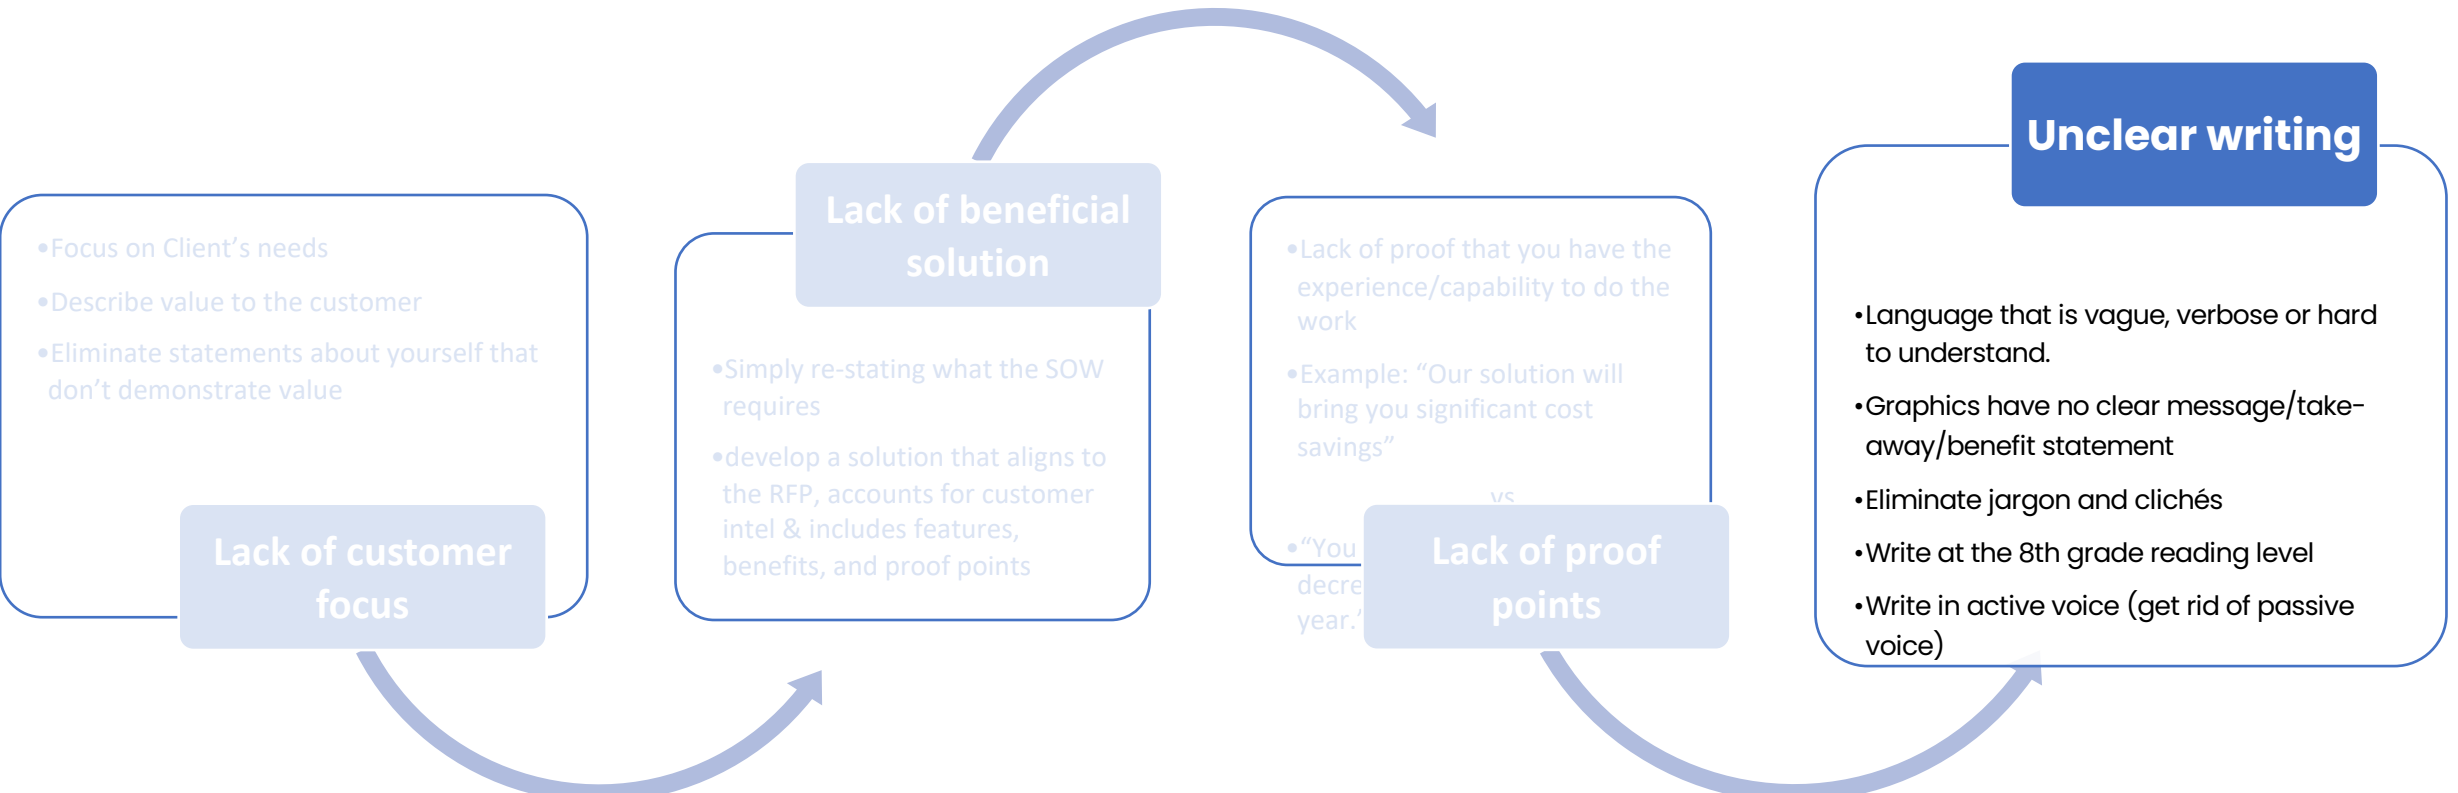 •Focus on Client’s needs
•Describe value to the customer
•Eliminate statements about yourself that
don’t demonstrate value
Lack of customer
focus
Lack of beneficial
solution
•Simply re-stating what the SOW
requires
•develop a solution that aligns to
the RFP, accounts for customer
intel & includes features,
benefits, and proof points
•Lack of proof that you have the
experience/capability to do the
work
•Example: “Our solution will
bring you significant cost
savings”
vs
•“You
year.
Lack of proof
points
Unclear writing
•Language that is vague, verbose or hard
to understand.
•Graphics have no clear message/take-
away/benefit statement
•Eliminate jargon and clichés
•Write at the 8th grade reading level
•Write in active voice (get rid of passive
voice)